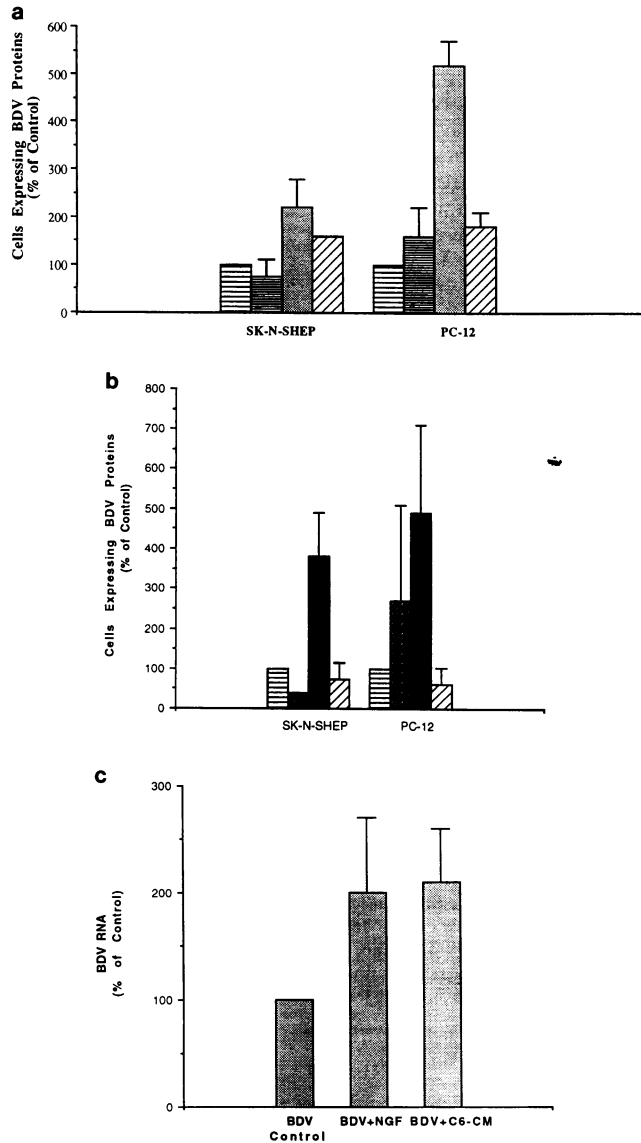 a
Cells Expressing BDV Proteins
(% of Control)
600
500
400
300
200
100
0
SK-N-SHEP
PC-12
b
Cells Expressing BDV Proteins
(% of Control)
800
700
600
500
400
300
200
100
0
SK-N-SHEP
PC-12
c
BDV RNA
(% of Control)
300
200
100
0
BDV
Control
BDV+NGF
BDV+C6-CM